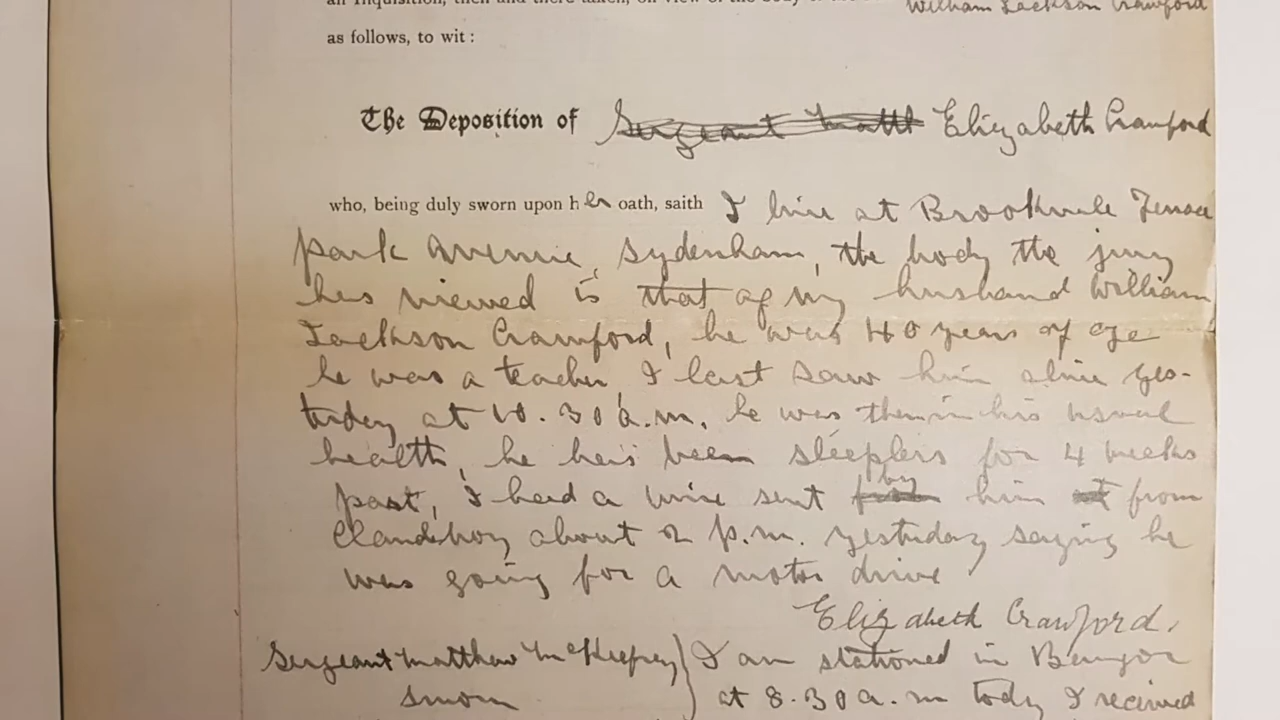 an Inquisition, then and there taken, on view of the body of
William Jackson Crawford
as follows, to wit :
The Deposition of Sergeant Matth Elizabeth Crawford
who, being duly sworn upon her oath, saith I live at Brookvale Terrace
park Avenue, Sydenham, the body the jury
has viewed is that of my husband William
Jackson Crawford, he was 40 years of age
he was a teacher I last saw him alive yes-
terday at 10.30 a.m. he was then in his usual
health, he has been sleepless for 4 weeks
past, I had a wire sent by him from
Clandeboy about 2 p.m. yesterday saying he
was going for a motor drive
Elizabeth Crawford,
Sergeant Matthew McKeefrey } I am stationed in Bangor
sworn } at 8.30 a.m today I received